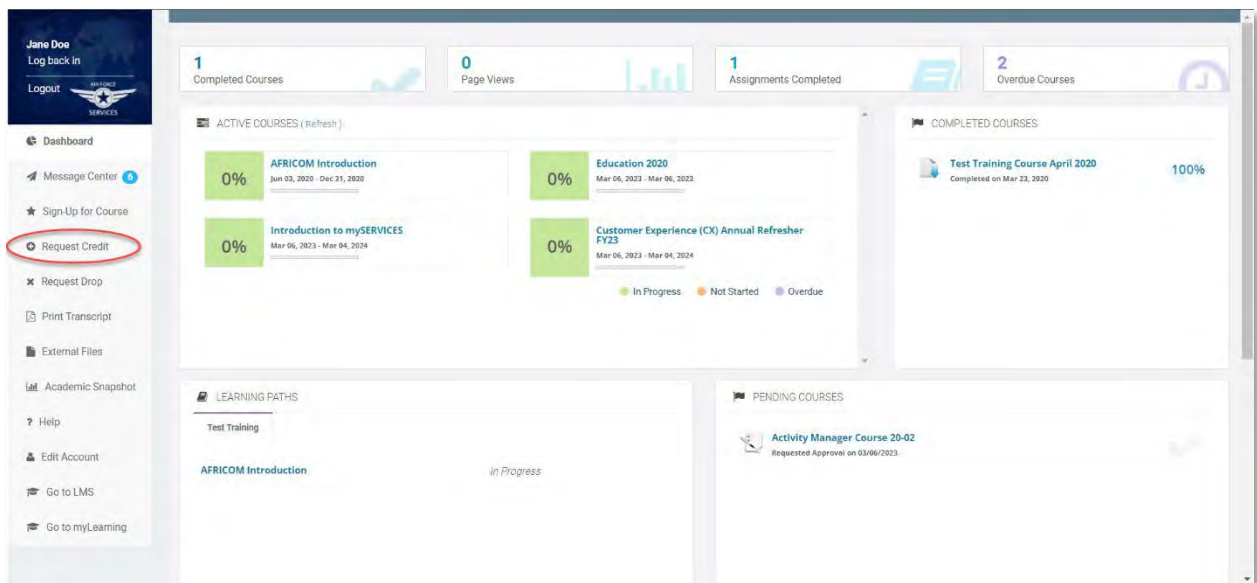 Jane Doe
Log back in
Logout
AIR FORCE
SERVICES
Dashboard
Message Center 6
Sign-Up for Course
Request Credit
Request Drop
Print Transcript
External Files
Academic Snapshot
? Help
Edit Account
Go to LMS
Go to myLearning
1
Completed Courses
0
Page Views
1
Assignments Completed
2
Overdue Courses
ACTIVE COURSES ( Refresh )
0%
AFRICOM Introduction
Jun 03, 2020 - Dec 31, 2020
0%
Education 2020
Mar 06, 2023 - Mar 06, 2023
0%
Introduction to mySERVICES
Mar 06, 2023 - Mar 04, 2024
0%
Customer Experience (CX) Annual Refresher
FY23
Mar 06, 2023 - Mar 04, 2024
In Progress Not Started Overdue
COMPLETED COURSES
Test Training Course April 2020
Completed on Mar 23, 2020
100%
LEARNING PATHS
Test Training
AFRICOM Introduction In Progress
PENDING COURSES
Activity Manager Course 20-02
Requested Approval on 03/06/2023